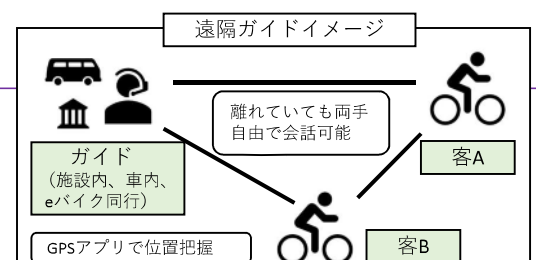 遠隔ガイドイメージ
離れていても両手
自由で会話可能
ガイド
（施設内、車内、
eバイク同行）
客A
客B
GPSアプリで位置把握